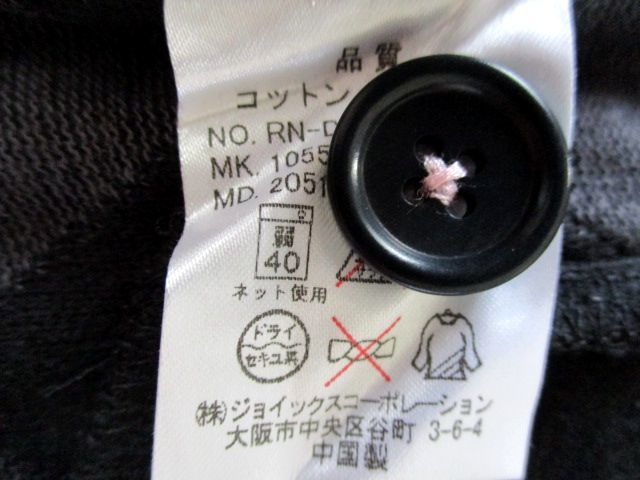 品質
コットン
NO. RN-D
MK. 1055
MD. 2051
弱
40
ネット使用
ドライ
セキユ系
㈱ジョイックスコーポレーション
大阪市中央区谷町 3-6-4
中国製